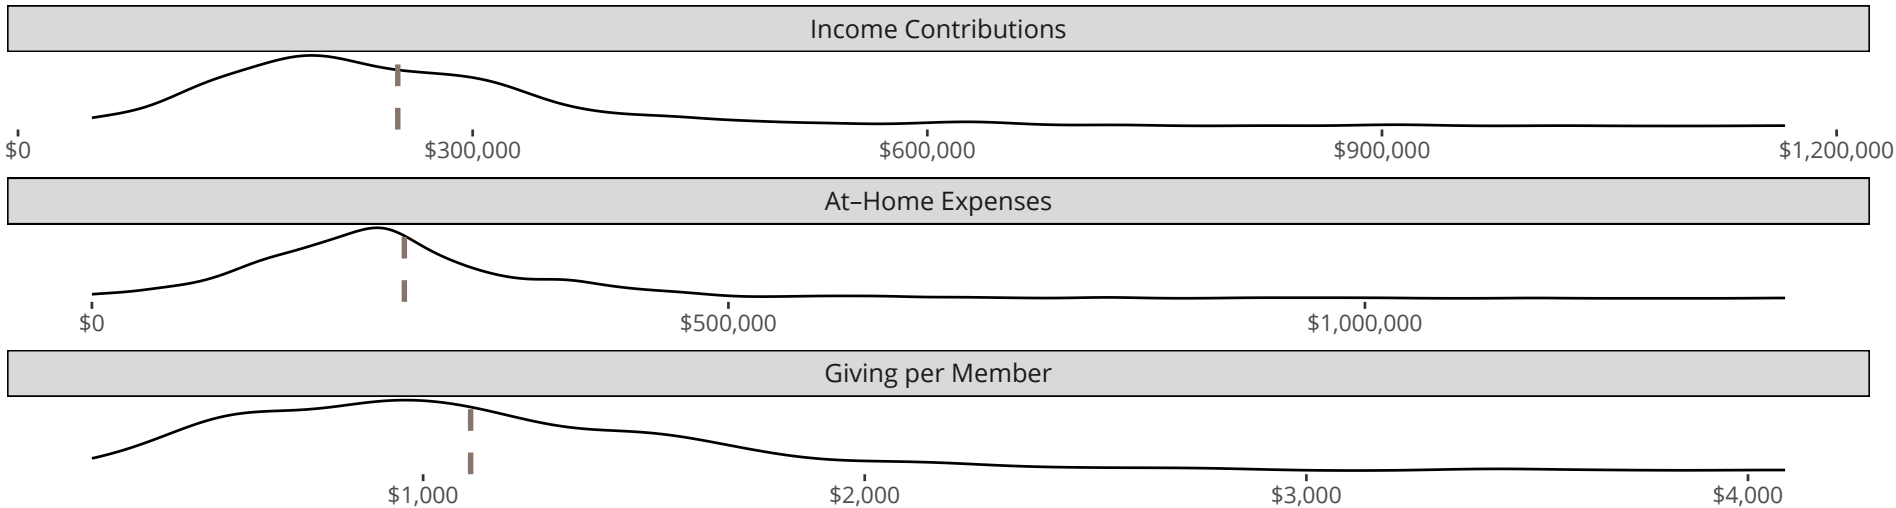 Income Contributions
$0 $300,000 $600,000 $900,000 $1,200,000
At–Home Expenses
$0 $500,000 $1,000,000
Giving per Member
$1,000 $2,000 $3,000 $4,000